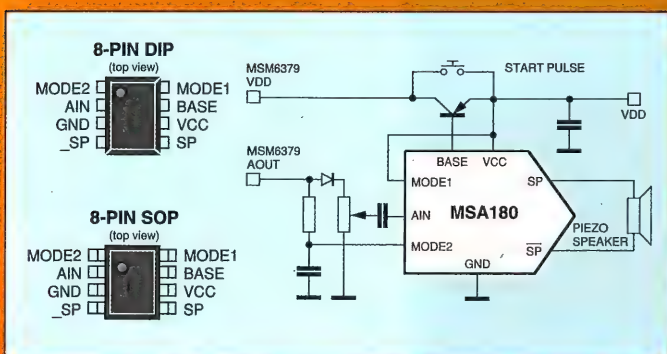 8-PIN DIP
(top view)
MODE2 MODE1
AIN BASE
GND VCC
_SP SP
8-PIN SOP
(top view)
MODE2 MODE1
AIN BASE
GND VCC
_SP SP
MSM6379
VDD
START PULSE
VDD
MSM6379
AOUT
BASE VCC
MODE1 SP
AIN MSA180
MODE2 SP
PIEZO
SPEAKER
GND